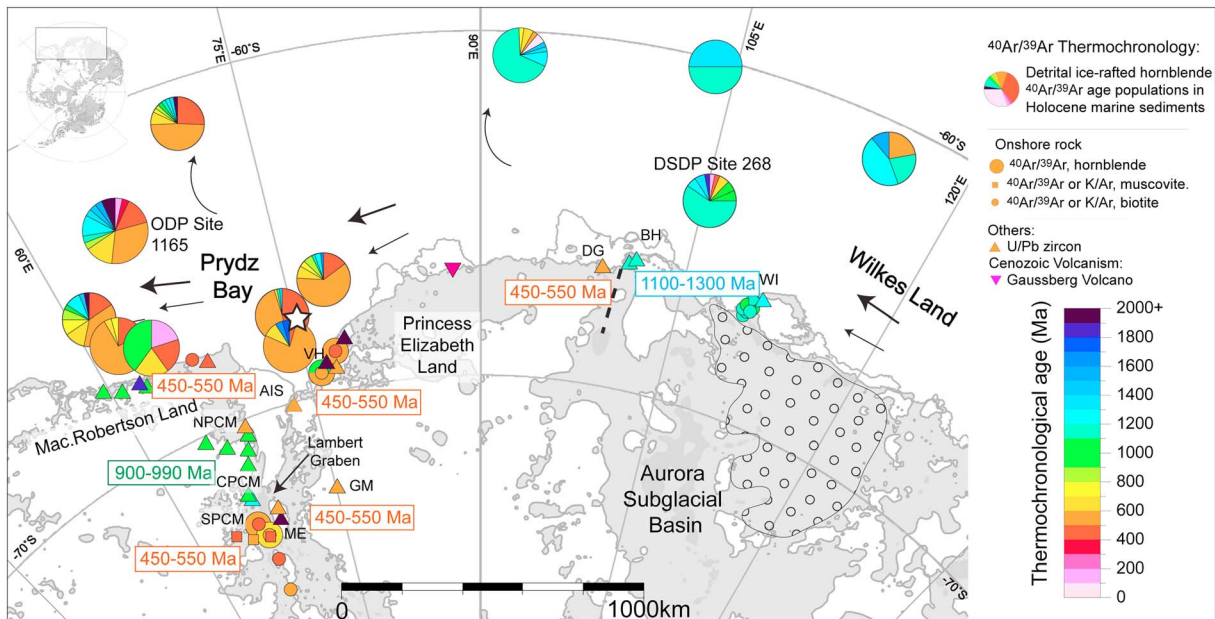 75°E
-60°S
90°E
105°E
-60°S
120°E
60°E
-70°S
-70°S
ODP Site
1165
Prydz
Bay
DSDP Site 268
DG
BH
450-550 Ma
1100-1300 Ma
WI
Wilkes Land
Princess
Elizabeth
Land
VH
450-550 Ma
AIS
450-550 Ma
Mac.Robertson Land
NPCM
Lambert
Graben
900-990 Ma
CPCM
GM
450-550 Ma
SPCM
ME
450-550 Ma
Aurora
Subglacial
Basin
0
1000km
40Ar/39Ar Thermochronology:
Detrital ice-rafted hornblende
40Ar/39Ar age populations in
Holocene marine sediments
Onshore rock
40Ar/39Ar, hornblende
40Ar/39Ar or K/Ar, muscovite.
40Ar/39Ar or K/Ar, biotite
Others:
U/Pb zircon
Cenozoic Volcanism:
Gaussberg Volcano
Thermochronological age (Ma)
2000+
1800
1600
1400
1200
1000
800
600
400
200
0